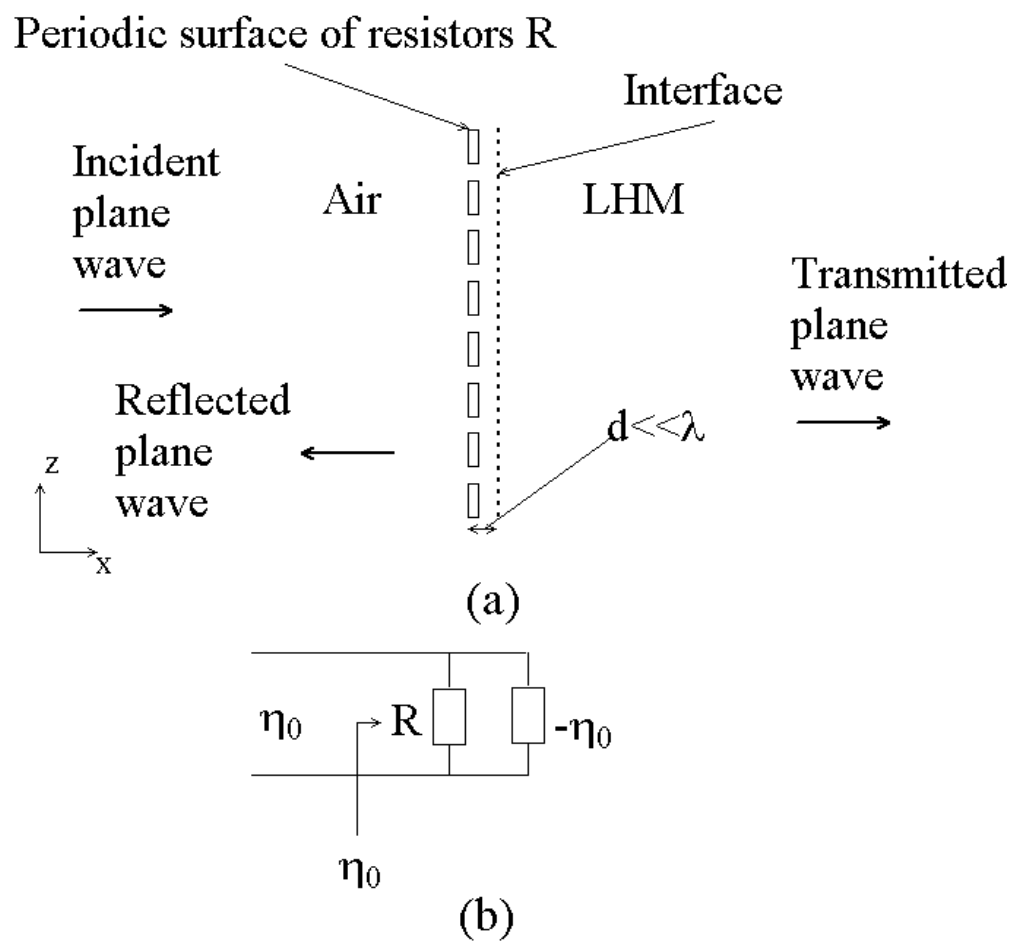 Periodic surface of resistors R
Interface
Incident
plane
wave
Air
LHM
Transmitted
plane
wave
Reflected
plane
wave
d<<λ
z
x
(a)
η₀
R
-η₀
η₀
(b)